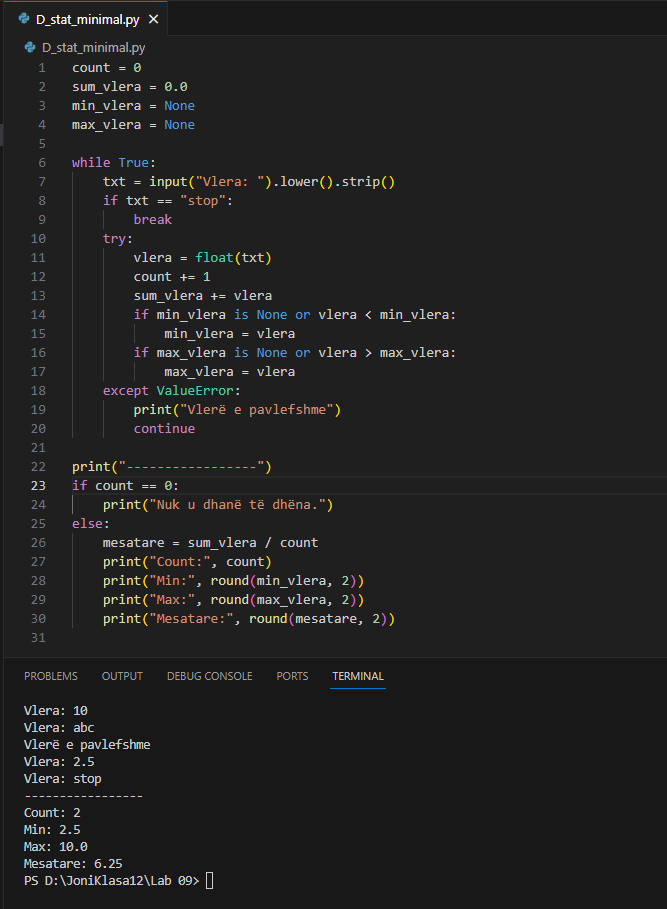 D_stat_minimal.py
D_stat_minimal.py
1 count = 0
2 sum_vlera = 0.0
3 min_vlera = None
4 max_vlera = None
5
6 while True:
7     txt = input("Vlera: ").lower().strip()
8     if txt == "stop":
9         break
10     try:
11         vlera = float(txt)
12         count += 1
13         sum_vlera += vlera
14         if min_vlera is None or vlera < min_vlera:
15             min_vlera = vlera
16         if max_vlera is None or vlera > max_vlera:
17             max_vlera = vlera
18     except ValueError:
19         print("Vlerë e pavlefshme")
20         continue
21
22 print("-----------------")
23 if count == 0:
24     print("Nuk u dhanë të dhëna.")
25 else:
26     mesatare = sum_vlera / count
27     print("Count:", count)
28     print("Min:", round(min_vlera, 2))
29     print("Max:", round(max_vlera, 2))
30     print("Mesatare:", round(mesatare, 2))
31
PROBLEMS OUTPUT DEBUG CONSOLE PORTS TERMINAL
Vlera: 10
Vlera: abc
Vlerë e pavlefshme
Vlera: 2.5
Vlera: stop
-----------------
Count: 2
Min: 2.5
Max: 10.0
Mesatare: 6.25
PS D:\JoniKlasa12\Lab 09>